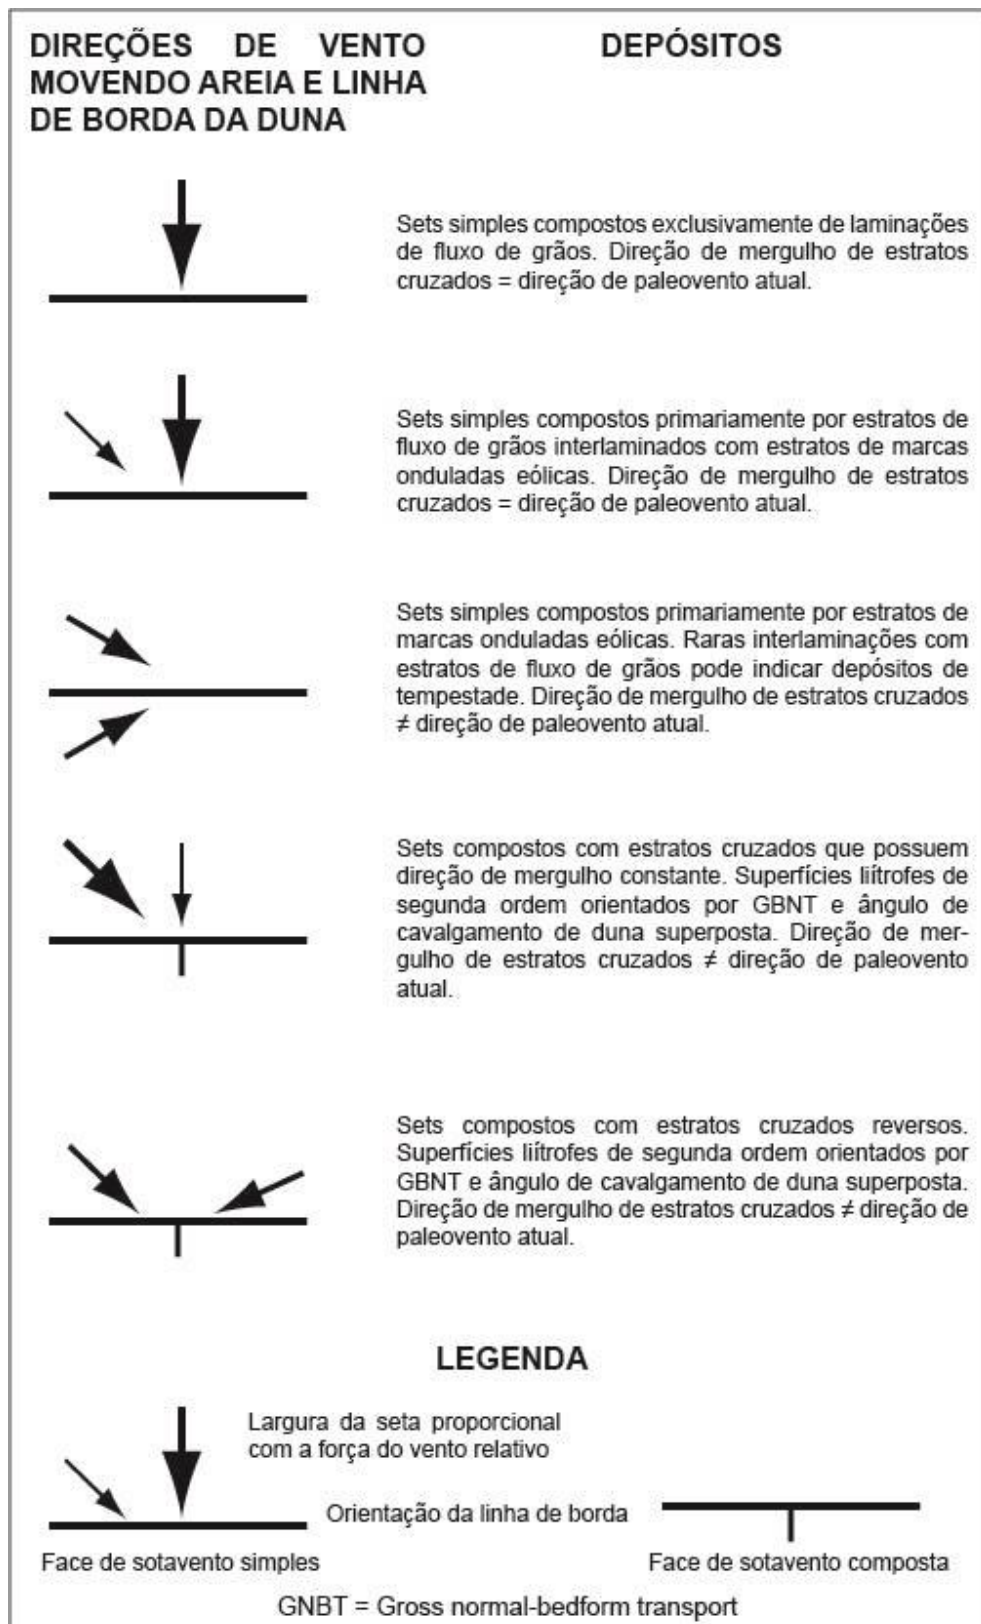 DIREÇÕES DE VENTO
MOVENDO AREIA E LINHA
DE BORDA DA DUNA
DEPÓSITOS
Sets simples compostos exclusivamente de laminações
de fluxo de grãos. Direção de mergulho de estratos
cruzados = direção de paleovento atual.
Sets simples compostos primariamente por estratos de
fluxo de grãos interlaminados com estratos de marcas
onduladas eólicas. Direção de mergulho de estratos
cruzados = direção de paleovento atual.
Sets simples compostos primariamente por estratos de
marcas onduladas eólicas. Raras interlaminações com
estratos de fluxo de grãos pode indicar depósitos de
tempestade. Direção de mergulho de estratos cruzados
≠ direção de paleovento atual.
Sets compostos com estratos cruzados que possuem
direção de mergulho constante. Superfícies liítrofes de
segunda ordem orientados por GBNT e ângulo de
cavalgamento de duna superposta. Direção de mer-
gulho de estratos cruzados ≠ direção de paleovento
atual.
Sets compostos com estratos cruzados reversos.
Superfícies liítrofes de segunda ordem orientados por
GBNT e ângulo de cavalgamento de duna superposta.
Direção de mergulho de estratos cruzados ≠ direção de
paleovento atual.
LEGENDA
Largura da seta proporcional
com a força do vento relativo
Orientação da linha de borda
Face de sotavento simples
Face de sotavento composta
GNBT = Gross normal-bedform transport